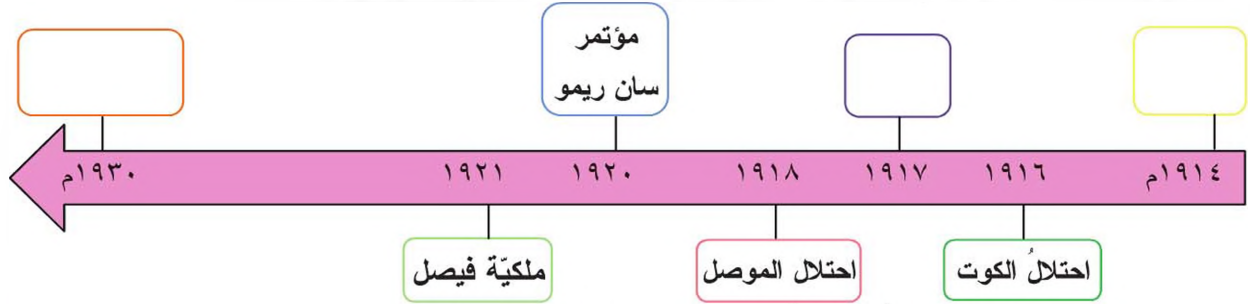 مؤتمر
سان ريمو
١٩١٤م
١٩١٦
١٩١٧
١٩١٨
١٩٢٠
١٩٢١
١٩٣٠م
احتلالُ الكوت
احتلال الموصل
ملكيّة فيصل